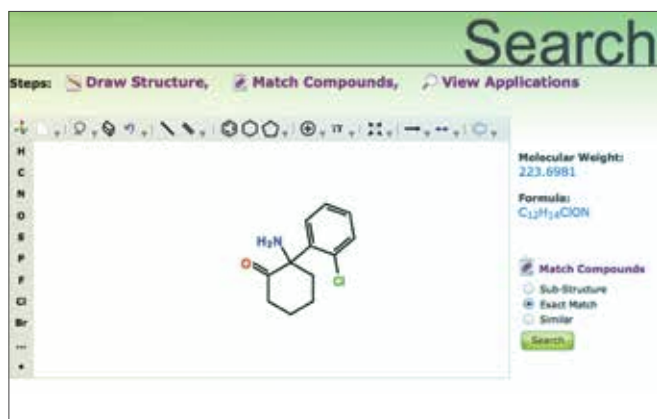 Search
Steps: Draw Structure, Match Compounds, View Applications
H
C
N
O
S
P
F
Cl
Br
...
*
H₂N
O
Cl
Molecular Weight:
223.6981
Formula:
C₁₂H₁₄ClON
Match Compounds
Sub-Structure
Exact Match
Similar
Search